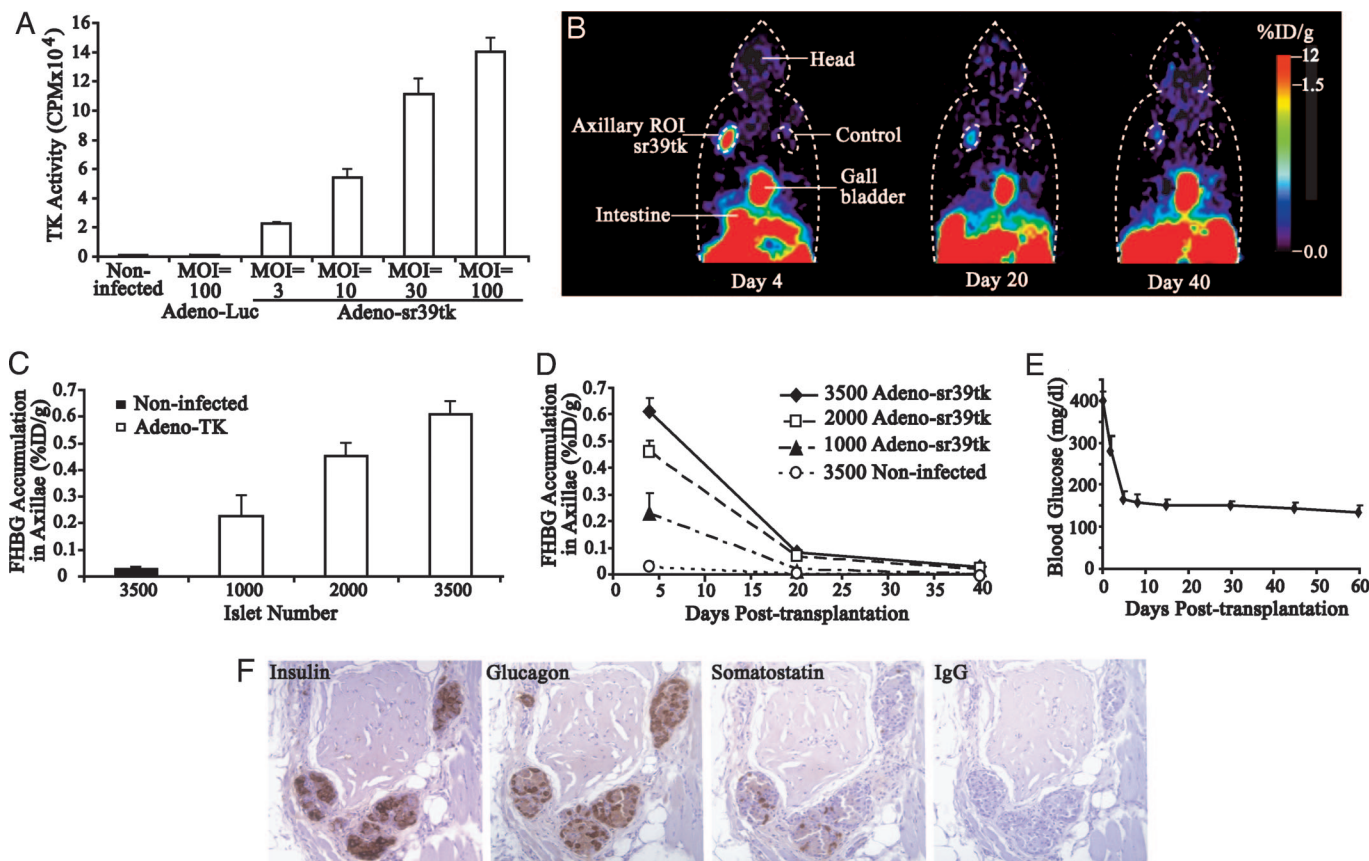 A
TK Activity (CPMx10⁴)
16
14
12
10
8
6
4
2
0
Non-infected
MOI=100
MOI=3
MOI=10
MOI=30
MOI=100
Adeno-Luc
Adeno-sr39tk
B
%ID/g
12
1.5
0.0
Head
Axillary ROI
sr39tk
Control
Gall
bladder
Intestine
Day 4
Day 20
Day 40
C
FHBG Accumulation
in Axillae (%ID/g)
0.7
0.6
0.5
0.4
0.3
0.2
0.1
0
Non-infected
Adeno-TK
3500
1000
2000
3500
Islet Number
D
FHBG Accumulation
in Axillae (%ID/g)
0.7
0.6
0.5
0.4
0.3
0.2
0.1
0
3500 Adeno-sr39tk
2000 Adeno-sr39tk
1000 Adeno-sr39tk
3500 Non-infected
0 5 10 15 20 25 30 35 40
Days Post-transplantation
E
Blood Glucose (mg/dl)
400
300
250
150
100
0
0 10 20 30 40 50 60
Days Post-transplantation
F
Insulin
Glucagon
Somatostatin
IgG